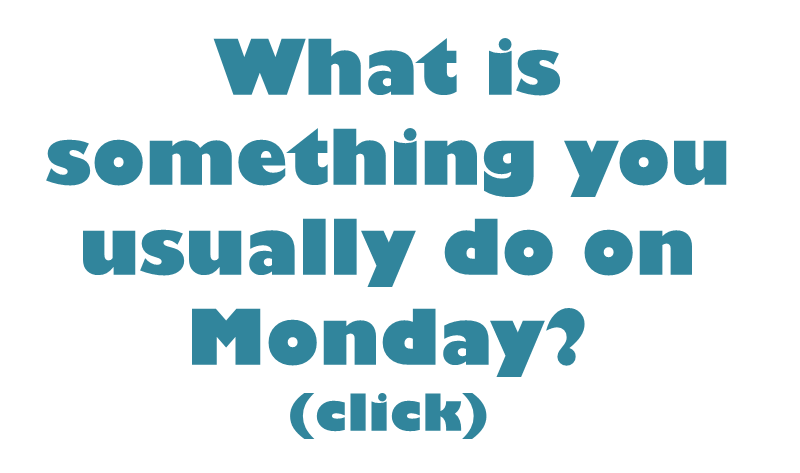 What is
something you
usually do on
Monday?
(click)